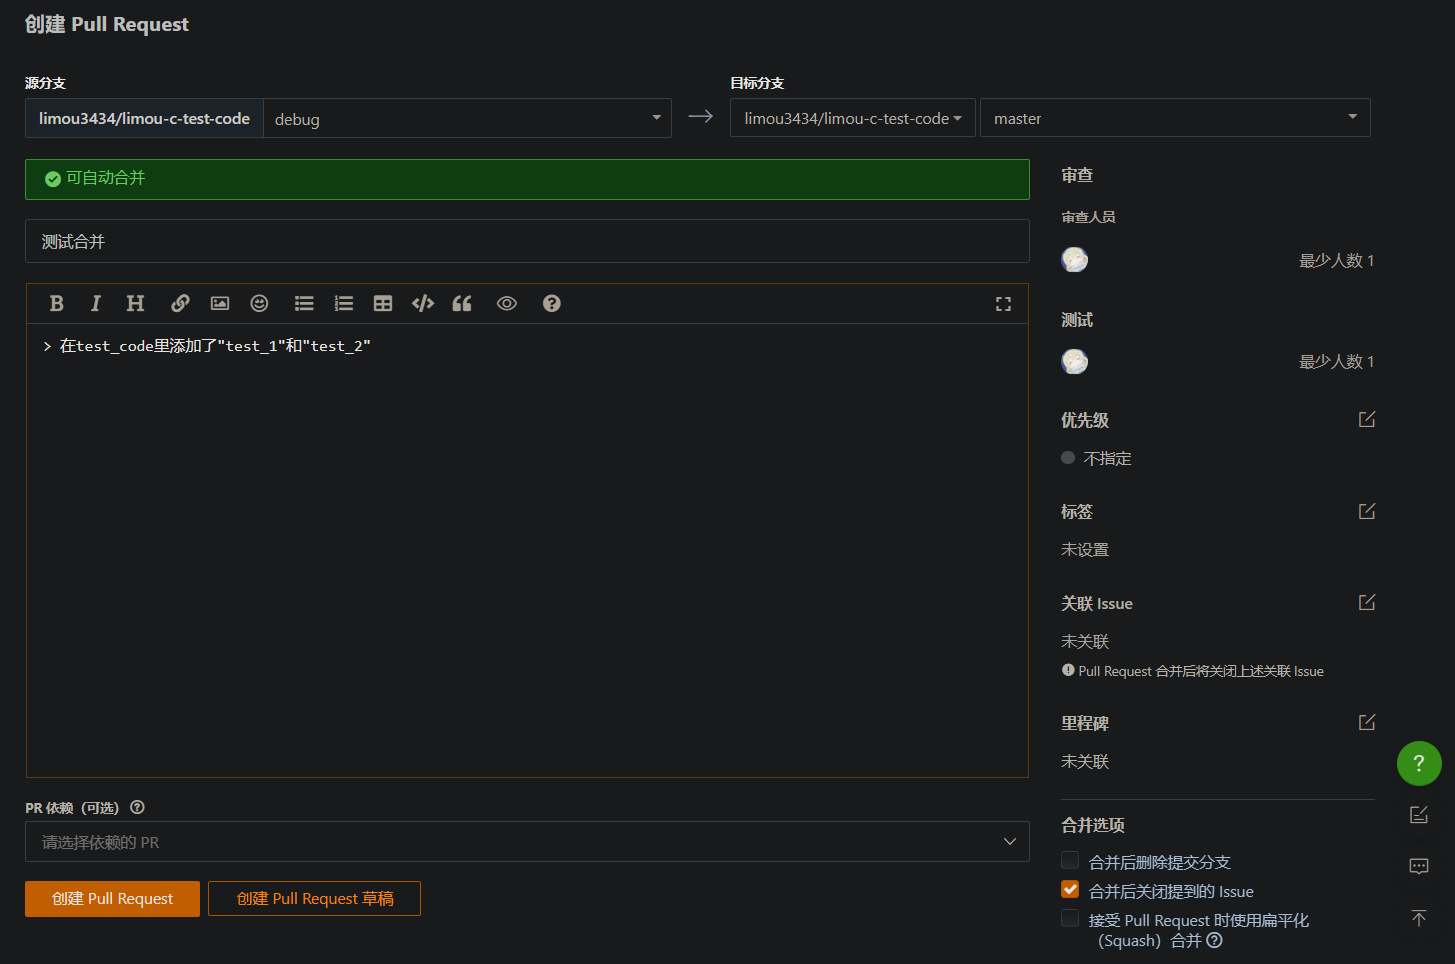 创建 Pull Request
源分支
limou3434/limou-c-test-code
debug
目标分支
limou3434/limou-c-test-code
master
可自动合并
测试合并
B I H
> 在test_code里添加了"test_1"和"test_2"
PR 依赖（可选）
请选择依赖的 PR
创建 Pull Request
创建 Pull Request 草稿
审查
审查人员
最少人数 1
测试
最少人数 1
优先级
不指定
标签
未设置
关联 Issue
未关联
Pull Request 合并后将关闭上述关联 Issue
里程碑
未关联
合并选项
合并后删除提交分支
合并后关闭提到的 Issue
接受 Pull Request 时使用扁平化
（Squash）合并